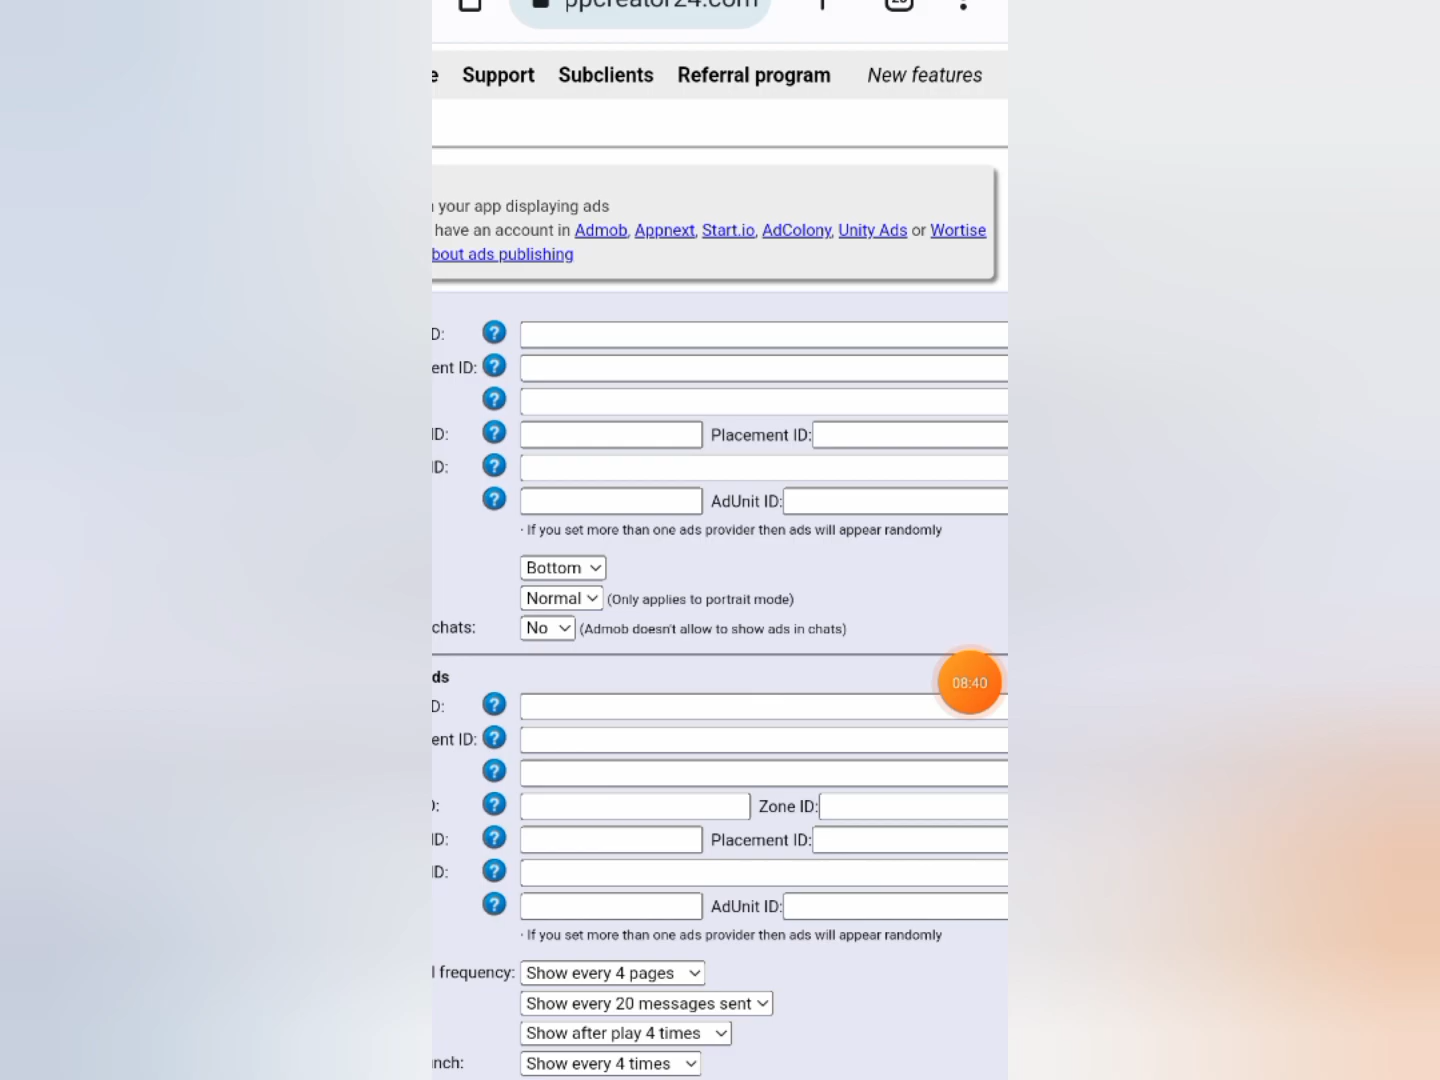 ppcreator24.com
e Support Subclients Referral program New features
your app displaying ads
have an account in Admob, Appnext, Start.io, AdColony, Unity Ads or Wortise
bout ads publishing
D:
ent ID:
ID: Placement ID:
ID:
AdUnit ID:
· If you set more than one ads provider then ads will appear randomly
Bottom
Normal (Only applies to portrait mode)
chats: No (Admob doesn't allow to show ads in chats)
ds
08:40
D:
ent ID:
Zone ID:
ID: Placement ID:
ID:
AdUnit ID:
· If you set more than one ads provider then ads will appear randomly
l frequency: Show every 4 pages
Show every 20 messages sent
Show after play 4 times
nch: Show every 4 times